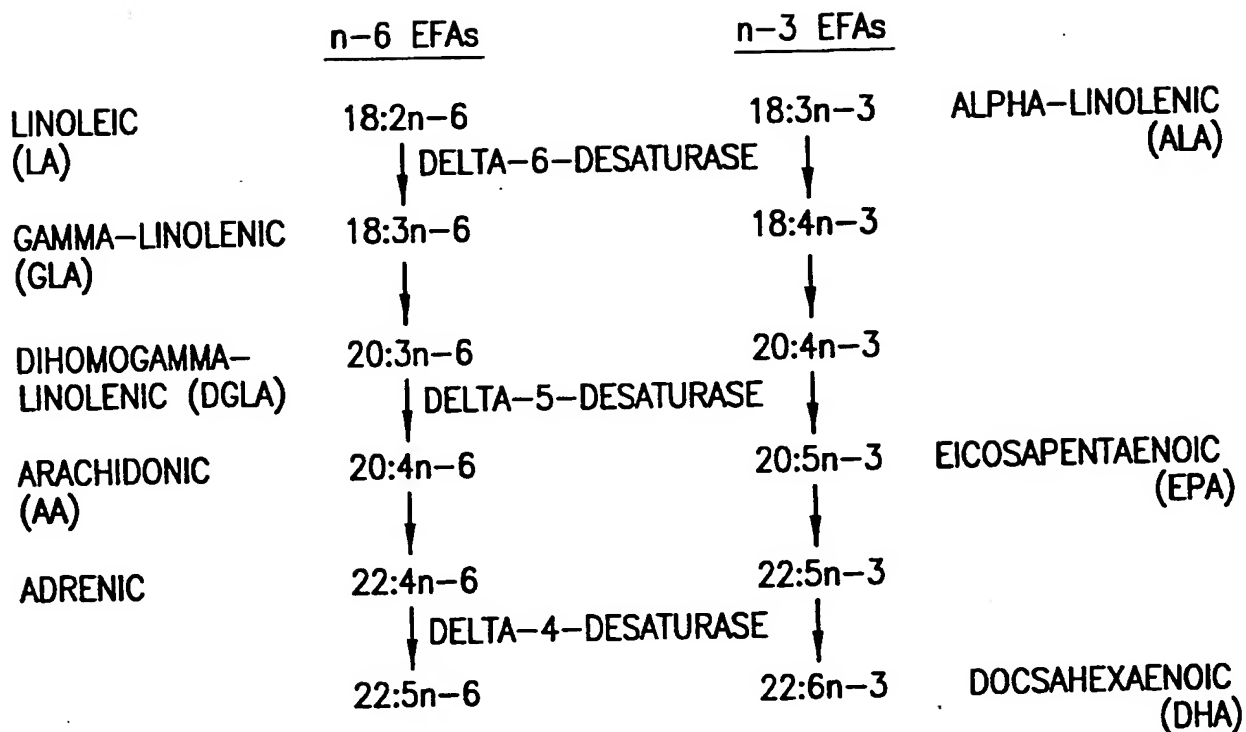 n-6 EFAs n-3 EFAs
LINOLEIC (LA) 18:2n-6 18:3n-3 ALPHA-LINOLENIC (ALA)
DELTA-6-DESATURASE
GAMMA-LINOLENIC (GLA) 18:3n-6 18:4n-3
DIHOMOGAMMA-LINOLENIC (DGLA) 20:3n-6 20:4n-3
DELTA-5-DESATURASE
ARACHIDONIC (AA) 20:4n-6 20:5n-3 EICOSAPENTAENOIC (EPA)
ADRENIC 22:4n-6 22:5n-3
DELTA-4-DESATURASE
22:5n-6 22:6n-3 DOCSAHEXAENOIC (DHA)